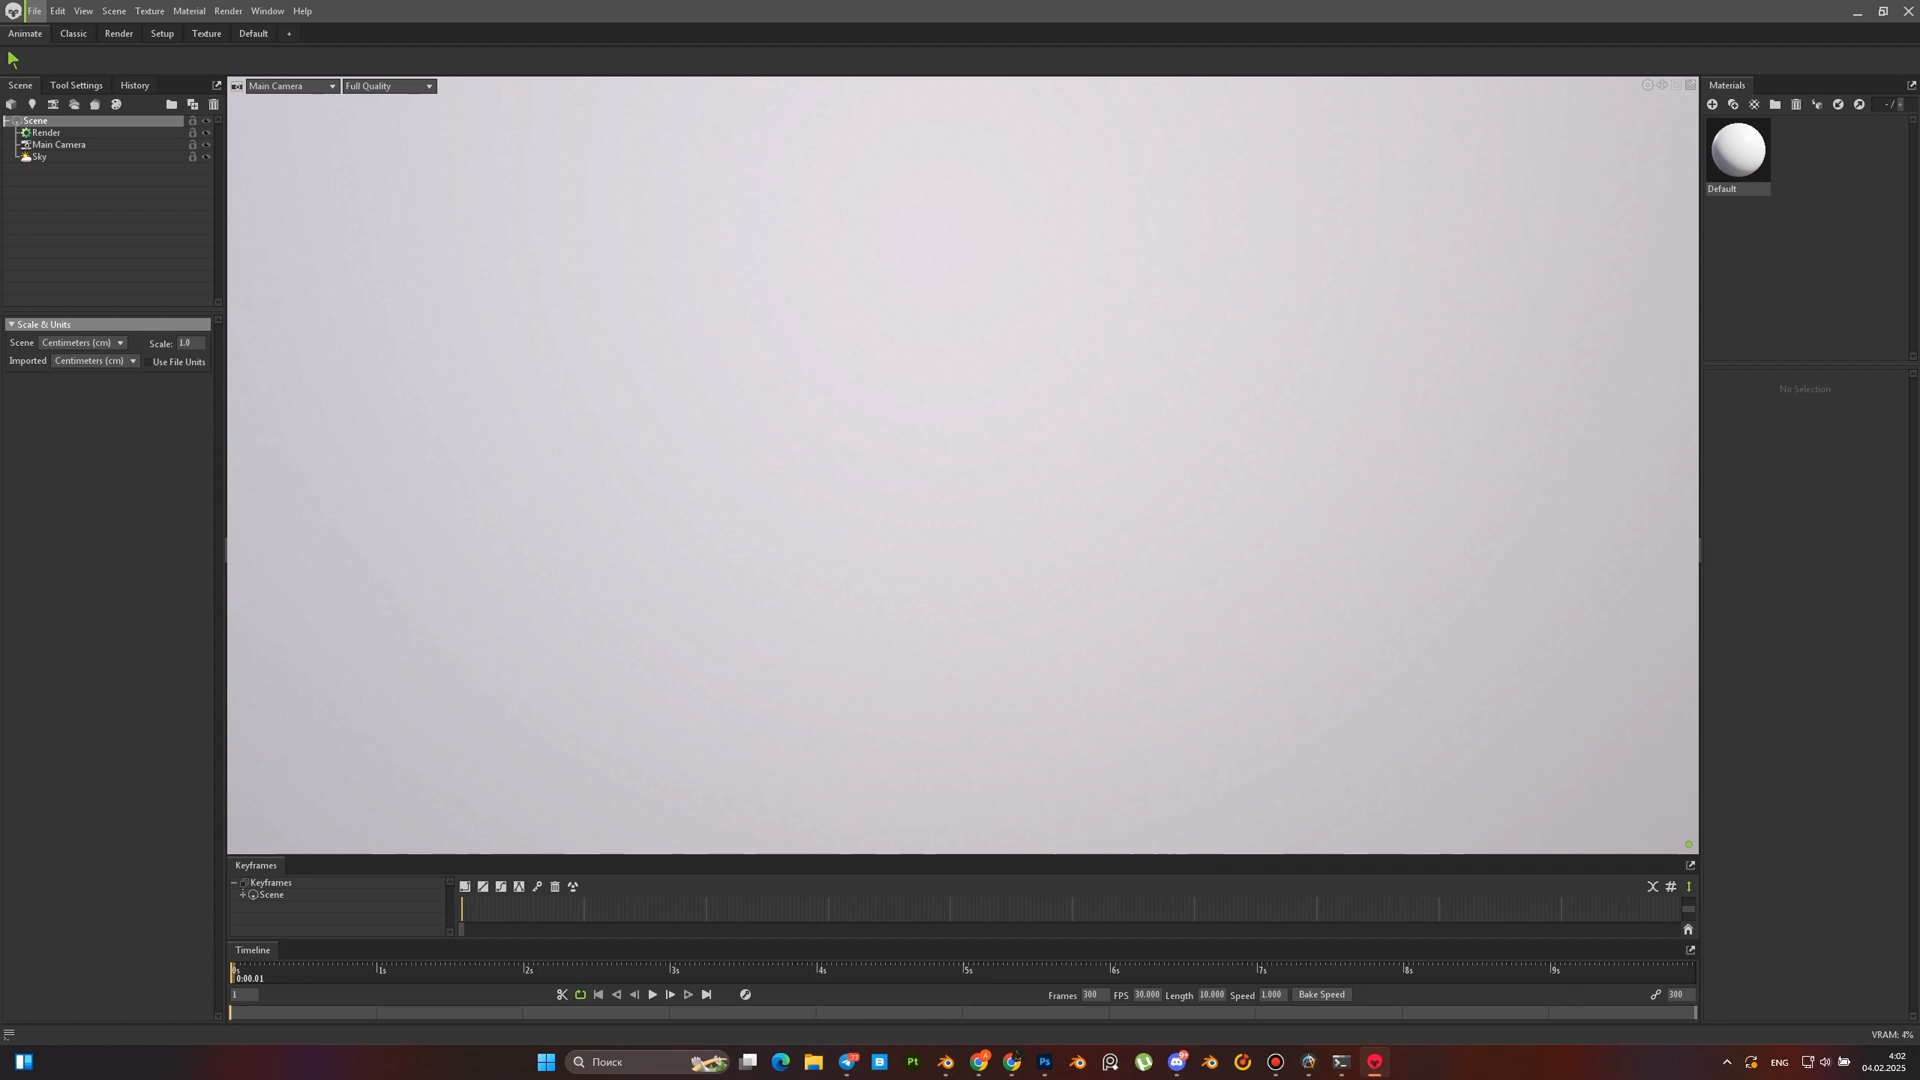 File Edit View Scene Texture Material Render Window Help
Animate Classic Render Setup Texture Default +
Scene Tool Settings History
Main Camera Full Quality
Materials
- /
Scene
Render
Main Camera
Sky
Default
Scale & Units
Scene Centimeters (cm) Scale: 1.0
Imported Centimeters (cm) Use File Units
No Selection
Keyframes
Keyframes
Scene
Timeline
0s 1s 2s 3s 4s 5s 6s 7s 8s 9s
0:00.01
1 Frames 300 FPS 30.000 Length 10.000 Speed 1.000 Bake Speed 300
VRAM: 4%
Поиск
ЕНГ
4:02
04.02.2025